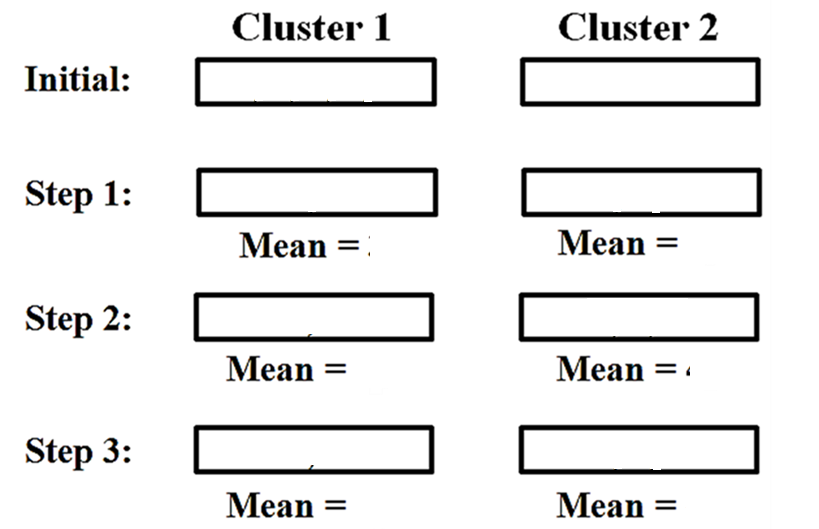 Cluster 1 Cluster 2
Initial:
Step 1:
Mean = Mean =
Step 2:
Mean = Mean =
Step 3:
Mean = Mean =